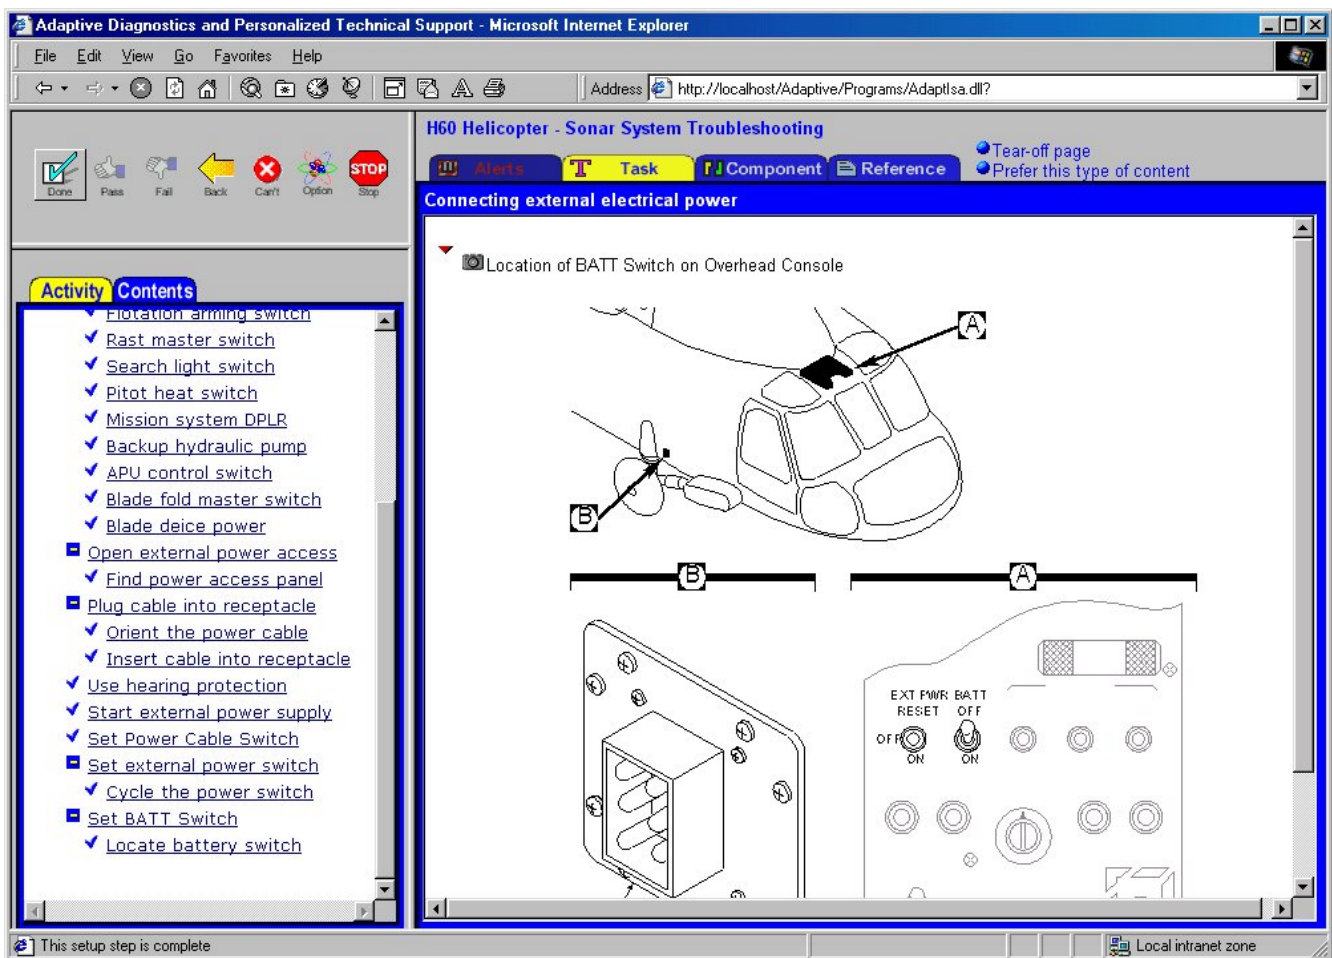 Adaptive Diagnostics and Personalized Technical Support - Microsoft Internet Explorer
File Edit View Go Favorites Help
Address http://localhost/Adaptive/Programs/AdaptIsa.dll?
Done Pass Fail Back Can't Option STOP Stop
H60 Helicopter - Sonar System Troubleshooting
Alerts T Task Component Reference
Tear-off page
Prefer this type of content
Connecting external electrical power
Activity Contents
Flotation arming switch
Rast master switch
Search light switch
Pitot heat switch
Mission system DPLR
Backup hydraulic pump
APU control switch
Blade fold master switch
Blade deice power
Open external power access
Find power access panel
Plug cable into receptacle
Orient the power cable
Insert cable into receptacle
Use hearing protection
Start external power supply
Set Power Cable Switch
Set external power switch
Cycle the power switch
Set BATT Switch
Locate battery switch
Location of BATT Switch on Overhead Console
A
B
B A
EXT PWR BATT
RESET OFF
OFF
ON ON
This setup step is complete
Local intranet zone